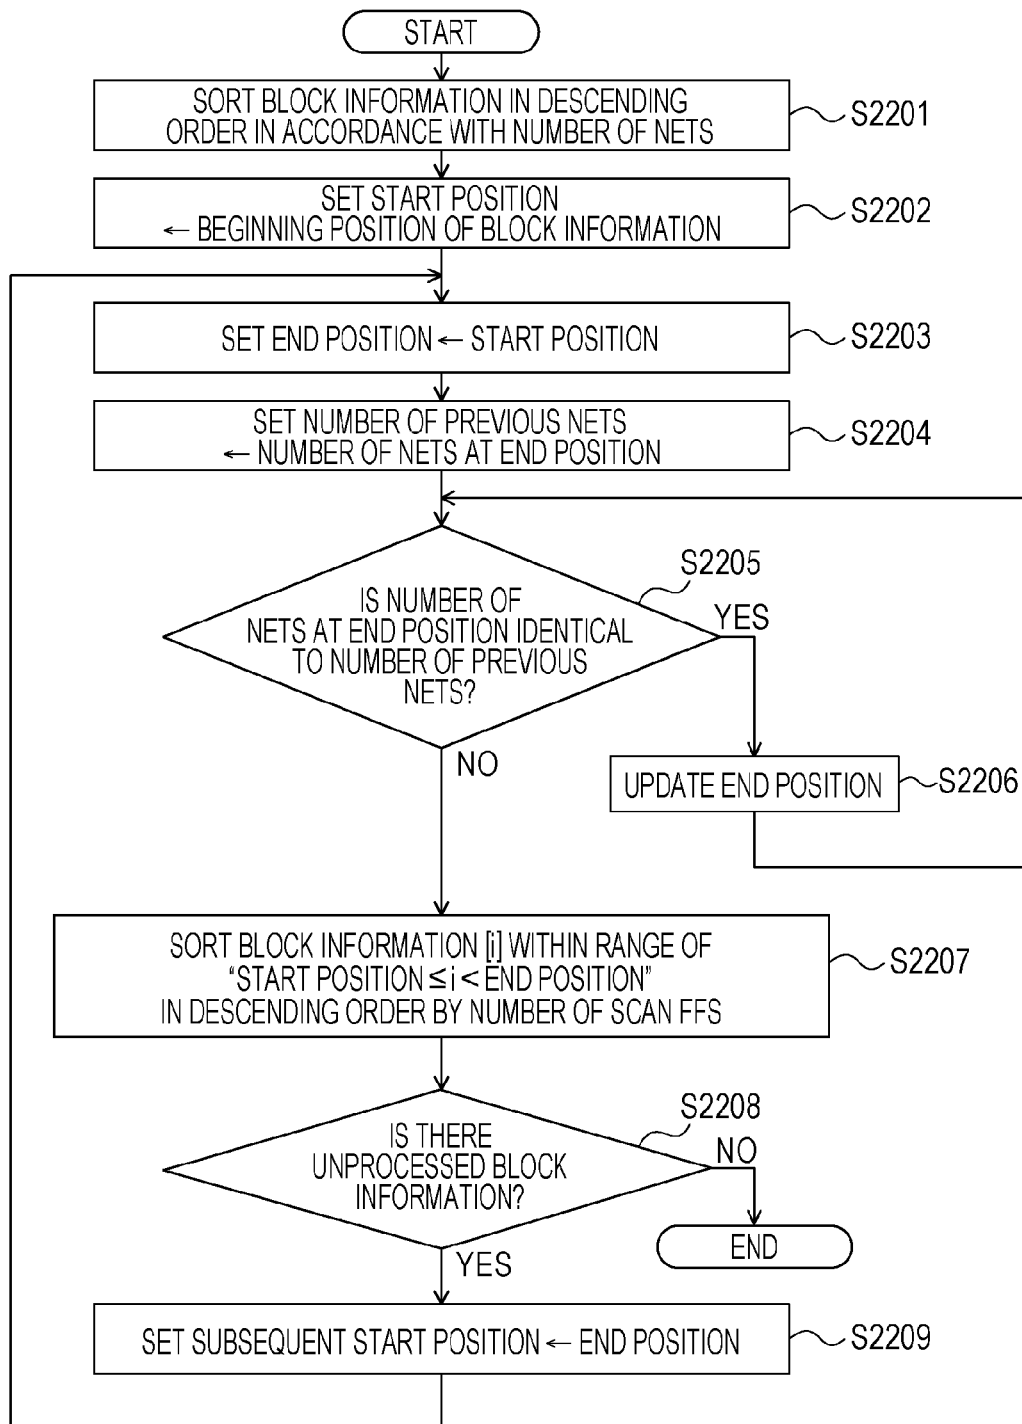 START
SORT BLOCK INFORMATION IN DESCENDING
ORDER IN ACCORDANCE WITH NUMBER OF NETS
S2201
SET START POSITION
← BEGINNING POSITION OF BLOCK INFORMATION
S2202
SET END POSITION ← START POSITION
S2203
SET NUMBER OF PREVIOUS NETS
← NUMBER OF NETS AT END POSITION
S2204
S2205
IS NUMBER OF
NETS AT END POSITION IDENTICAL
TO NUMBER OF PREVIOUS
NETS?
YES
NO
UPDATE END POSITION
S2206
SORT BLOCK INFORMATION [i] WITHIN RANGE OF
“START POSITION ≤ i < END POSITION”
IN DESCENDING ORDER BY NUMBER OF SCAN FFS
S2207
S2208
IS THERE
UNPROCESSED BLOCK
INFORMATION?
NO
END
YES
SET SUBSEQUENT START POSITION ← END POSITION
S2209